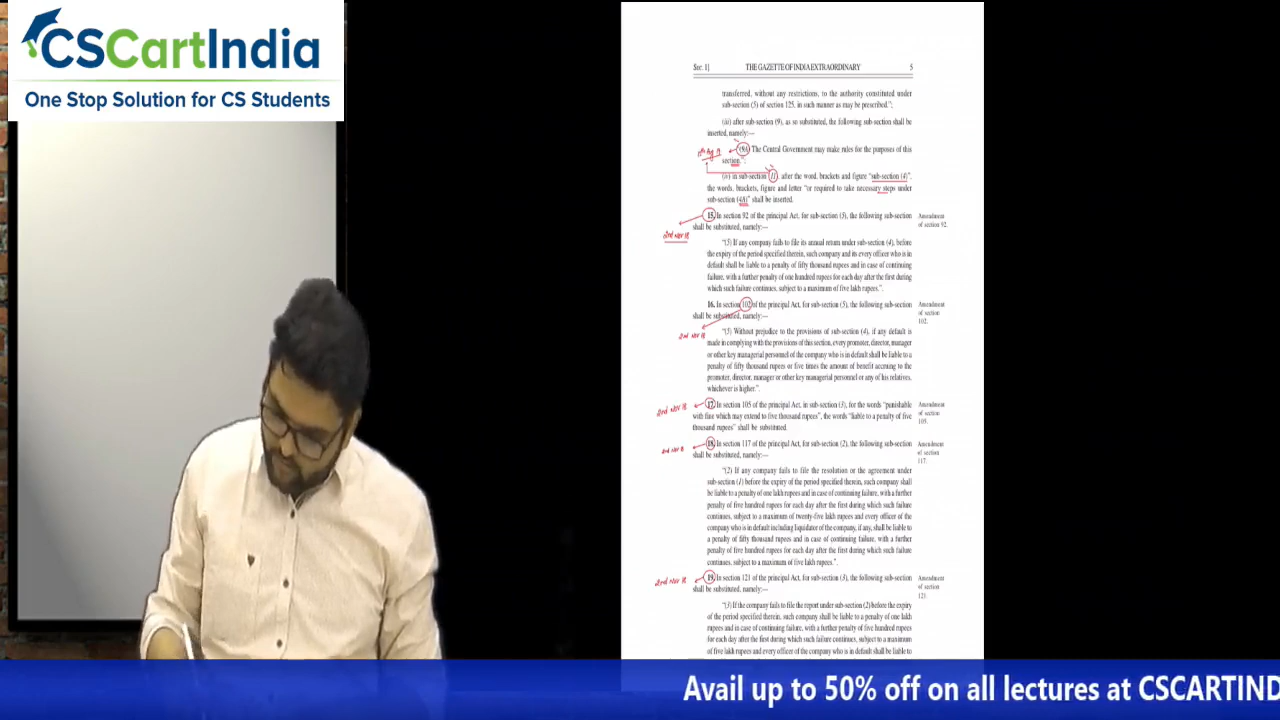 CSCartIndia
One Stop Solution for CS Students
Sec. 1]
THE GAZETTE OF INDIA EXTRAORDINARY
5
transferred, without any restrictions, to the authority constituted under
sub-section (5) of section 125, in such manner as may be prescribed.";
(iii) after sub-section (9), as so substituted, the following sub-section shall be
inserted, namely:—
"(9A) The Central Government may make rules for the purposes of this
section.";
(iv) in sub-section (11), after the word, brackets and figure "sub-section (4)",
the words, brackets, figure and letter "or required to take necessary steps under
sub-section (4A)" shall be inserted.
15. In section 92 of the principal Act, for sub-section (5), the following sub-section
shall be substituted, namely:—
Amendment
of section 92.
2nd Nov 18
"(5) If any company fails to file its annual return under sub-section (4), before
the expiry of the period specified therein, such company and its every officer who is in
default shall be liable to a penalty of fifty thousand rupees and in case of continuing
failure, with a further penalty of one hundred rupees for each day after the first during
which such failure continues, subject to a maximum of five lakh rupees.".
16. In section 102 of the principal Act, for sub-section (5), the following sub-section
shall be substituted, namely:—
Amendment
of section
102.
2nd Nov 18
"(5) Without prejudice to the provisions of sub-section (4), if any default is
made in complying with the provisions of this section, every promoter, director, manager
or other key managerial personnel of the company who is in default shall be liable to a
penalty of fifty thousand rupees or five times the amount of benefit accruing to the
promoter, director, manager or other key managerial personnel or any of his relatives,
whichever is higher.".
2nd Nov 18
17. In section 105 of the principal Act, in sub-section (3), for the words "punishable
with fine which may extend to five thousand rupees", the words "liable to a penalty of five
thousand rupees" shall be substituted.
Amendment
of section
105.
2nd Nov 18
18. In section 117 of the principal Act, for sub-section (2), the following sub-section
shall be substituted, namely:—
Amendment
of section
117.
"(2) If any company fails to file the resolution or the agreement under
sub-section (1) before the expiry of the period specified therein, such company shall
be liable to a penalty of one lakh rupees and in case of continuing failure, with a further
penalty of five hundred rupees for each day after the first during which such failure
continues, subject to a maximum of twenty-five lakh rupees and every officer of the
company who is in default including liquidator of the company, if any, shall be liable to
a penalty of fifty thousand rupees and in case of continuing failure, with a further
penalty of five hundred rupees for each day after the first during which such failure
continues, subject to a maximum of five lakh rupees.".
2nd Nov 18
19. In section 121 of the principal Act, for sub-section (3), the following sub-section
shall be substituted, namely:—
Amendment
of section
121.
"(3) If the company fails to file the report under sub-section (2) before the expiry
of the period specified therein, such company shall be liable to a penalty of one lakh
rupees and in case of continuing failure, with a further penalty of five hundred rupees
for each day after the first during which such failure continues, subject to a maximum
of five lakh rupees and every officer of the company who is in default shall be liable to
Avail up to 50% off on all lectures at CSCARTIND